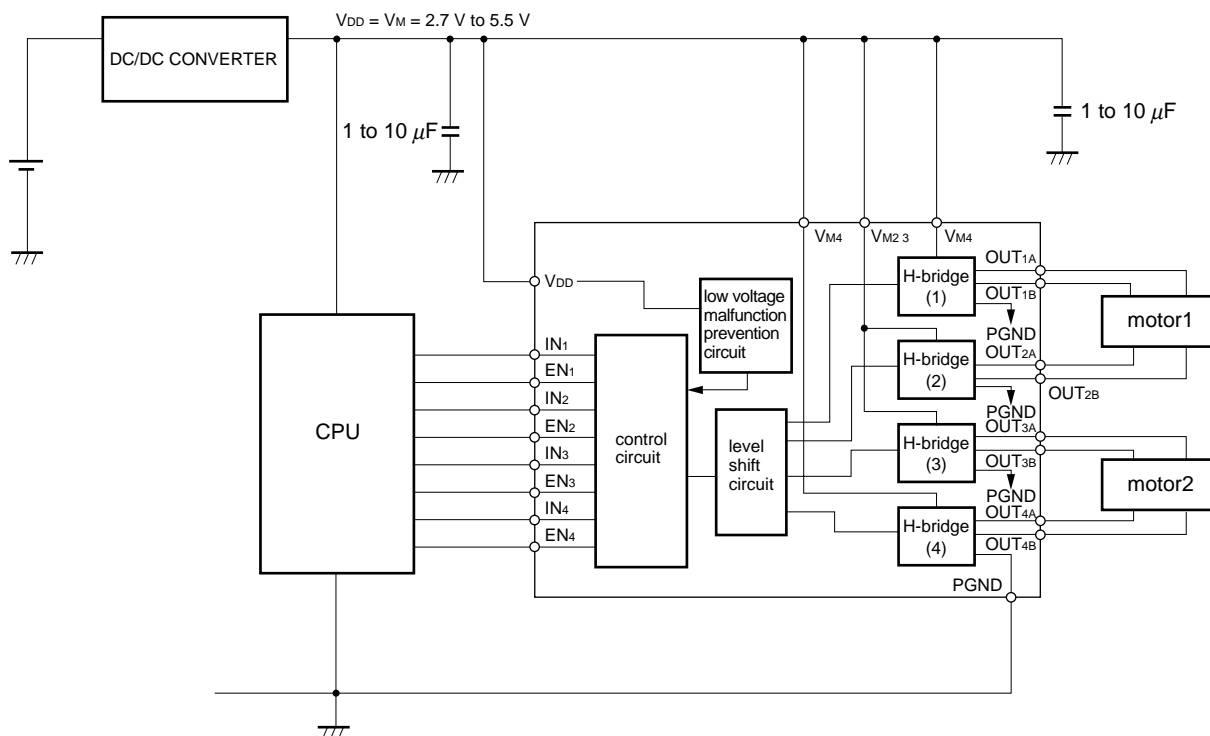 VDD = VM = 2.7 V to 5.5 V
DC/DC CONVERTER
1 to 10 μF
1 to 10 μF
VM4
VM2 3
VM4
VDD
low voltage
malfunction
prevention
circuit
H-bridge
(1)
OUT1A
OUT1B
PGND
motor1
IN1
EN1
IN2
EN2
IN3
EN3
IN4
EN4
CPU
control
circuit
level
shift
circuit
H-bridge
(2)
OUT2A
OUT2B
PGND
H-bridge
(3)
OUT3A
OUT3B
PGND
motor2
H-bridge
(4)
OUT4A
OUT4B
PGND